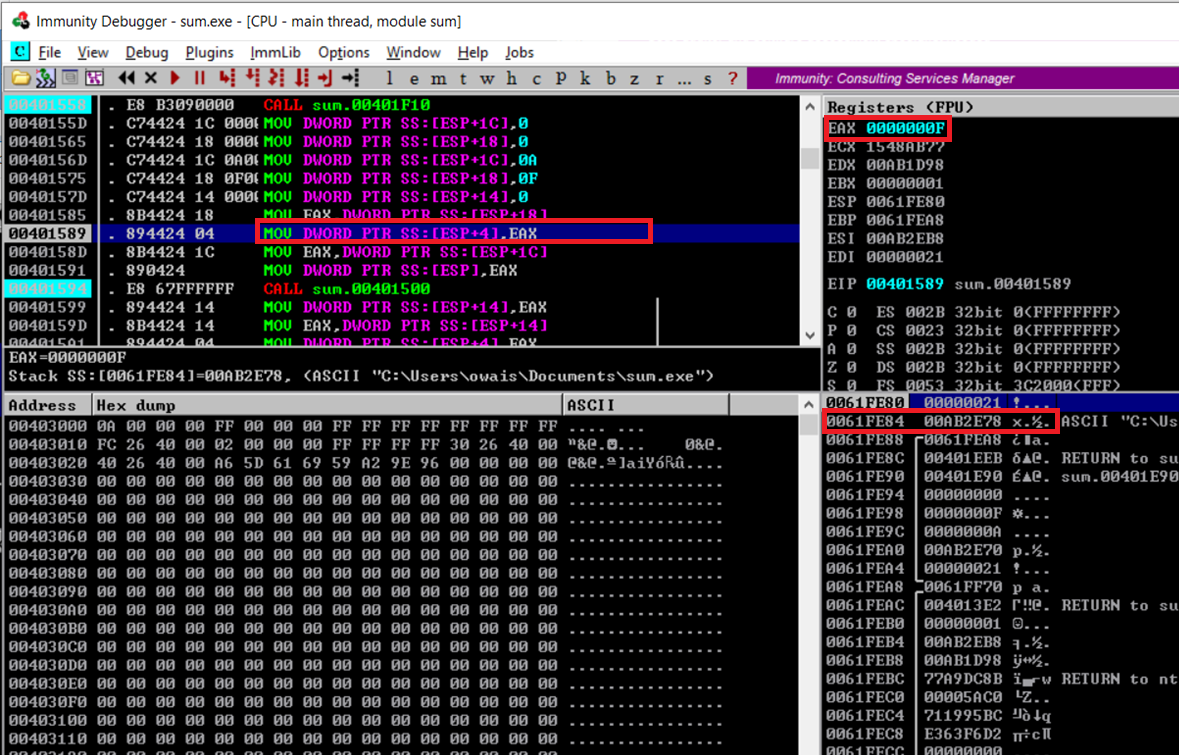 Immunity Debugger - sum.exe - [CPU - main thread, module sum]
C File View Debug Plugins ImmLib Options Window Help Jobs
l e m t w h c P k b z r ... s ? Immunity: Consulting Services Manager
00401558 . E8 B3090000 CALL sum.00401F10
0040155D . C74424 1C 0000 MOV DWORD PTR SS:[ESP+1C],0
00401565 . C74424 18 0000 MOV DWORD PTR SS:[ESP+18],0
0040156D . C74424 1C 0A00 MOV DWORD PTR SS:[ESP+1C],0A
00401575 . C74424 18 0F00 MOV DWORD PTR SS:[ESP+18],0F
0040157D . C74424 14 0000 MOV DWORD PTR SS:[ESP+14],0
00401585 . 8B4424 18 MOV EAX,DWORD PTR SS:[ESP+18]
00401589 . 894424 04 MOV DWORD PTR SS:[ESP+4],EAX
0040158D . 8B4424 1C MOV EAX,DWORD PTR SS:[ESP+1C]
00401591 . 890424 MOV DWORD PTR SS:[ESP],EAX
00401594 . E8 67FFFFFF CALL sum.00401500
00401599 . 894424 14 MOV DWORD PTR SS:[ESP+14],EAX
0040159D . 8B4424 14 MOV EAX,DWORD PTR SS:[ESP+14]
004015A1 . 894424 04 MOV DWORD PTR SS:[ESP+4],EAX
EAX=0000000F
Stack SS:[0061FE84]=00AB2E78, (ASCII "C:\Users\owais\Documents\sum.exe")
Registers (FPU)
EAX 0000000F
ECX 1548AB77
EDX 00AB1D98
EBX 00000001
ESP 0061FE80
EBP 0061FEA8
ESI 00AB2EB8
EDI 00000021
EIP 00401589 sum.00401589
C 0 ES 002B 32bit 0(FFFFFFFF)
P 0 CS 0023 32bit 0(FFFFFFFF)
A 0 SS 002B 32bit 0(FFFFFFFF)
Z 0 DS 002B 32bit 0(FFFFFFFF)
S 0 FS 0053 32bit 3C2000(FFF)
Address Hex dump ASCII
00403000 0A 00 00 00 FF 00 00 00 FF FF FF FF FF FF FF FF .... ...
00403010 FC 26 40 00 02 00 00 00 FF FF FF FF 30 26 40 00 ⁿ&@.☻... 0&@.
00403020 40 26 40 00 A6 5D 61 69 59 A2 9E 96 00 00 00 00 @&@.ª]aiYó₧û....
00403030 00 00 00 00 00 00 00 00 00 00 00 00 00 00 00 00 ................
00403040 00 00 00 00 00 00 00 00 00 00 00 00 00 00 00 00 ................
00403050 00 00 00 00 00 00 00 00 00 00 00 00 00 00 00 00 ................
00403060 00 00 00 00 00 00 00 00 00 00 00 00 00 00 00 00 ................
00403070 00 00 00 00 00 00 00 00 00 00 00 00 00 00 00 00 ................
00403080 00 00 00 00 00 00 00 00 00 00 00 00 00 00 00 00 ................
00403090 00 00 00 00 00 00 00 00 00 00 00 00 00 00 00 00 ................
004030A0 00 00 00 00 00 00 00 00 00 00 00 00 00 00 00 00 ................
004030B0 00 00 00 00 00 00 00 00 00 00 00 00 00 00 00 00 ................
004030C0 00 00 00 00 00 00 00 00 00 00 00 00 00 00 00 00 ................
004030D0 00 00 00 00 00 00 00 00 00 00 00 00 00 00 00 00 ................
004030E0 00 00 00 00 00 00 00 00 00 00 00 00 00 00 00 00 ................
004030F0 00 00 00 00 00 00 00 00 00 00 00 00 00 00 00 00 ................
00403100 00 00 00 00 00 00 00 00 00 00 00 00 00 00 00 00 ................
00403110 00 00 00 00 00 00 00 00 00 00 00 00 00 00 00 00 ................
0061FE80 00000021 !...
0061FE84 00AB2E78 x.½. ASCII "C:\Us
0061FE88 0061FEA8 ¿■a.
0061FE8C 00401EEB δ▲@. RETURN to su
0061FE90 00401E90 É▲@. sum.00401E90
0061FE94 00000000 ....
0061FE98 0000000F ☼...
0061FE9C 0000000A ....
0061FEA0 00AB2E70 p.½.
0061FEA4 00000021 !...
0061FEA8 0061FF70 p a.
0061FEAC 004013E2 Γ‼@. RETURN to su
0061FEB0 00000001 ☺...
0061FEB4 00AB2EB8 ╕.½.
0061FEB8 00AB1D98 ÿ↔½.
0061FEBC 77A9DC8B ï▄⌐w RETURN to nt
0061FEC0 00005AC0 └Z..
0061FEC4 711995BC ╝ò↓q
0061FEC8 E363F6D2 ╥÷cπ
0061FECC 00000000